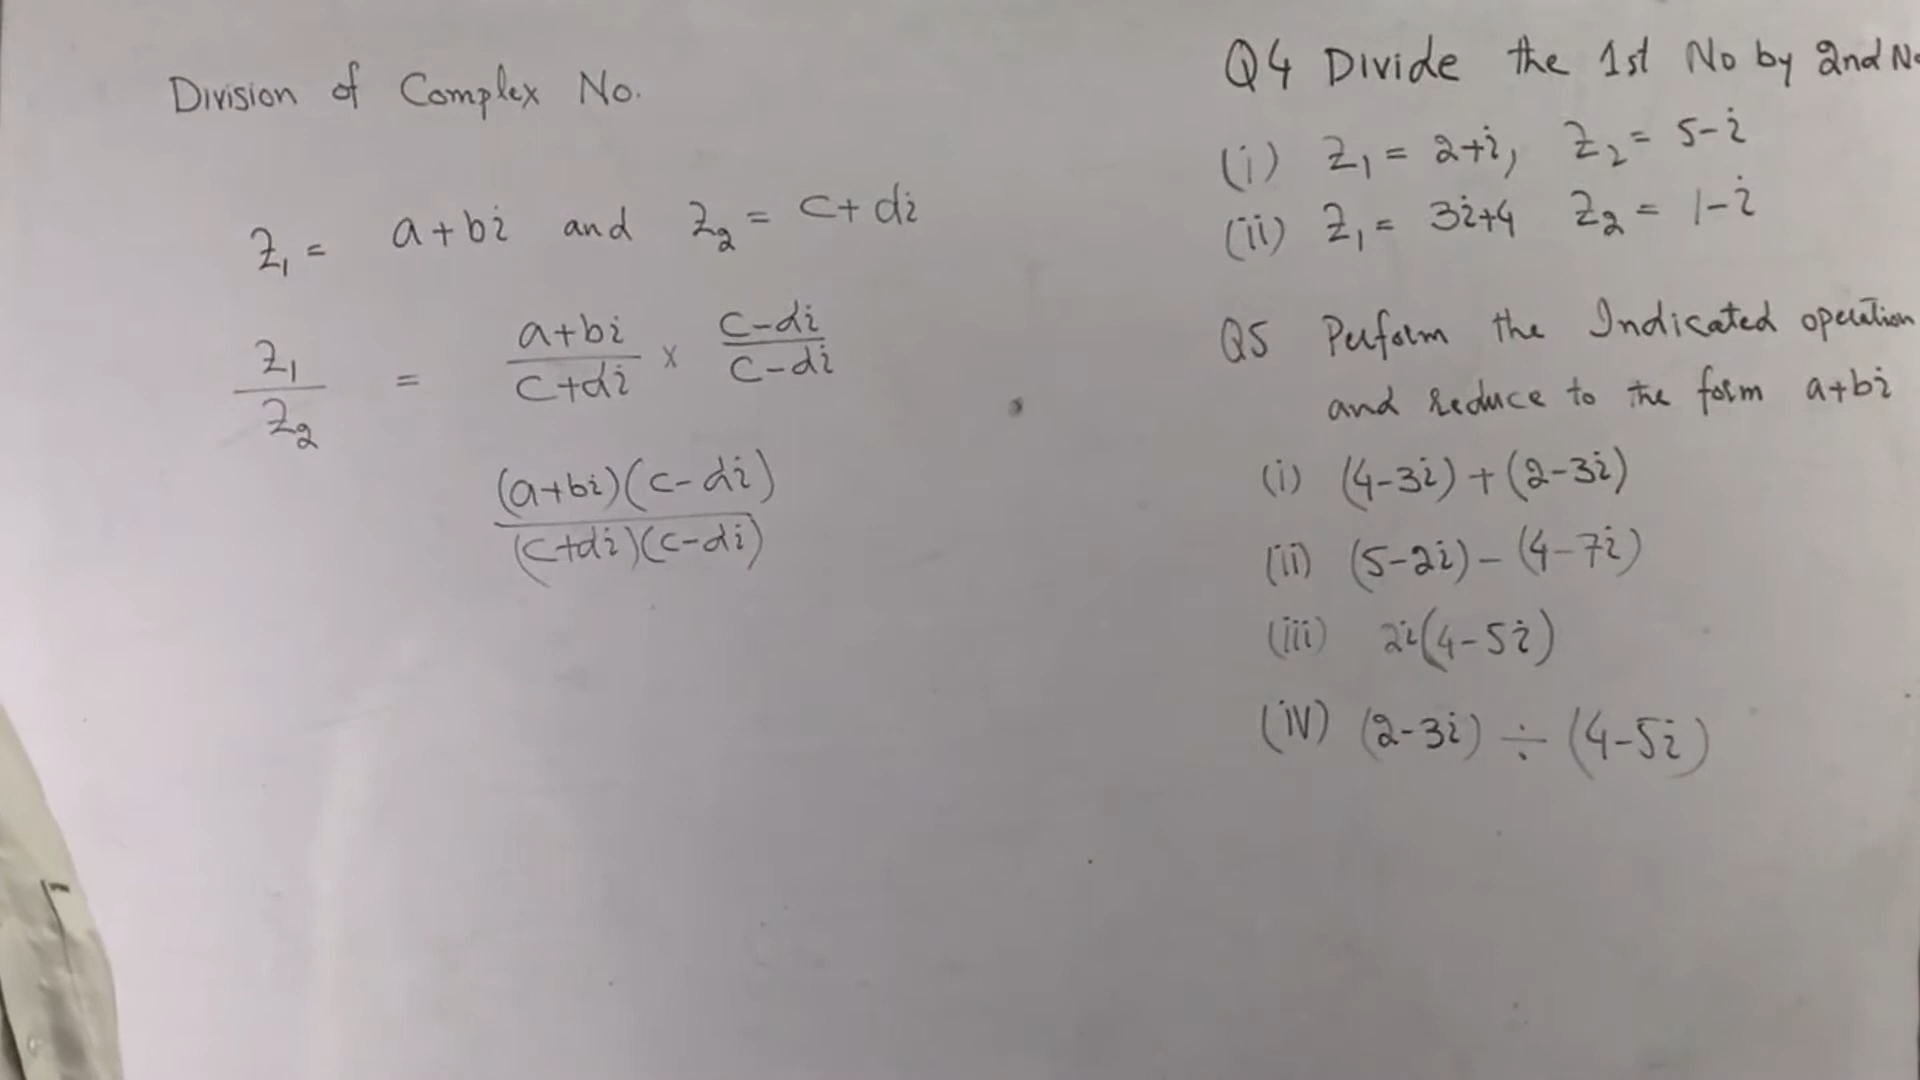 Division of Complex No.
Z₁ = a+bi and Z₂ = c+di
Z₁/Z₂ = a+bi/c+di × c-di/c-di
(a+bi)(c-di)/(c+di)(c-di)
Q4 Divide the 1st No by 2nd No
(i) Z₁ = 2+i, Z₂ = 5-i
(ii) Z₁ = 3i+4 Z₂ = 1-i
Q5 Perform the Indicated operation
and reduce to the form a+bi
(i) (4-3i)+(2-3i)
(ii) (5-2i)-(4-7i)
(iii) 2i(4-5i)
(iv) (2-3i) ÷ (4-5i)